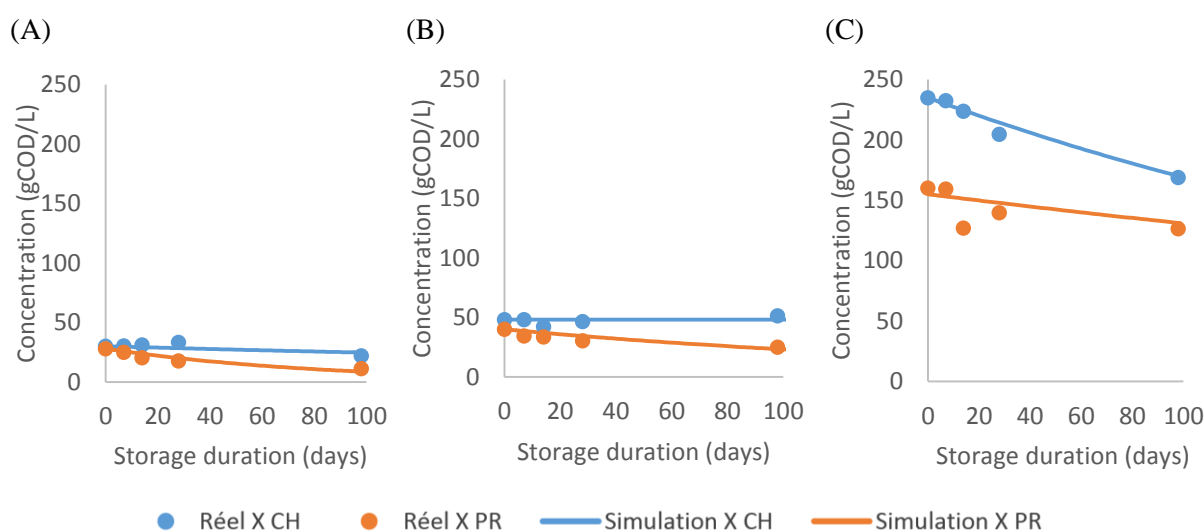 (A)
(B)
(C)
Concentration (gCOD/L)
250
200
150
100
50
0
0 20 40 60 80 100
Storage duration (days)
Concentration (gCOD/L)
250
200
150
100
50
0
0 20 40 60 80 100
Storage duration (days)
Concentration (gCOD/L)
250
200
150
100
50
0
0 20 40 60 80 100
Storage duration (days)
Réel X CH Réel X PR Simulation X CH Simulation X PR